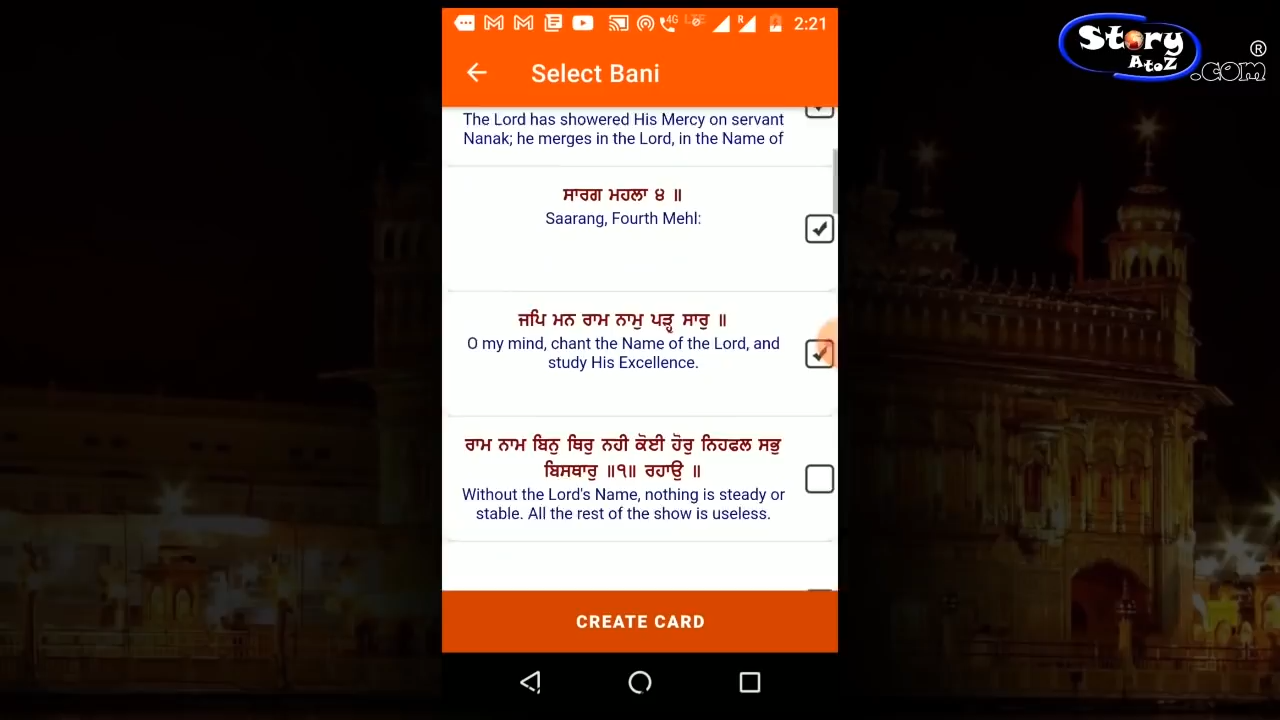 4G LTE R 2:21
Story
AtoZ
.com®
Select Bani
The Lord has showered His Mercy on servant
Nanak; he merges in the Lord, in the Name of
ਸਾਰਗ ਮਹਲਾ ੪ ॥
Saarang, Fourth Mehl:
ਜਪਿ ਮਨ ਰਾਮ ਨਾਮੁ ਪੜ੍ਹੁ ਸਾਰੁ ॥
O my mind, chant the Name of the Lord, and
study His Excellence.
ਰਾਮ ਨਾਮ ਬਿਨੁ ਥਿਰੁ ਨਹੀ ਕੋਈ ਹੋਰੁ ਨਿਹਫਲ ਸਭੁ
ਬਿਸਥਾਰੁ ॥੧॥ ਰਹਾਉ ॥
Without the Lord's Name, nothing is steady or
stable. All the rest of the show is useless.
CREATE CARD